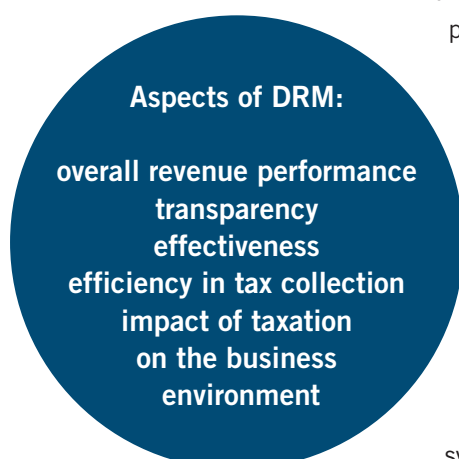 p
Aspects of DRM:
overall revenue performance
transparency
effectiveness
efficiency in tax collection
impact of taxation
on the business
environment
sy